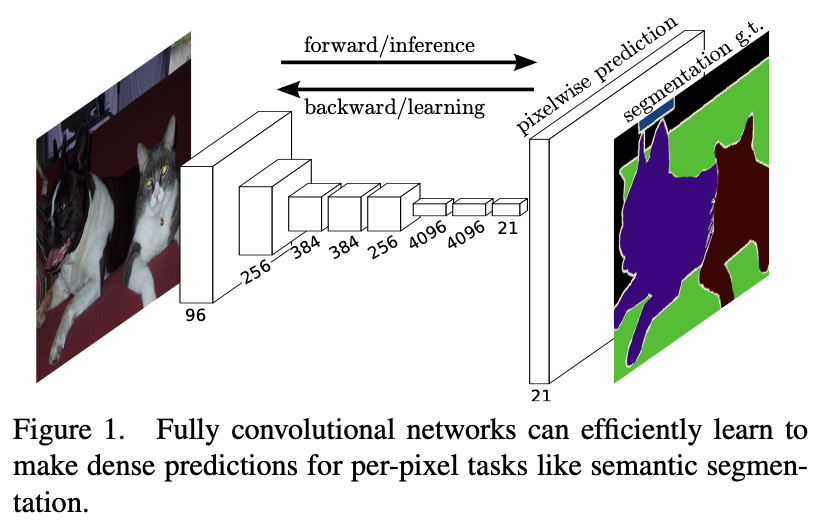 forward/inference
backward/learning
pixelwise prediction
segmentation g.t.
96
256
384
384
256
4096
4096
21
21
Figure 1. Fully convolutional networks can efficiently learn to
make dense predictions for per-pixel tasks like semantic segmen-
tation.